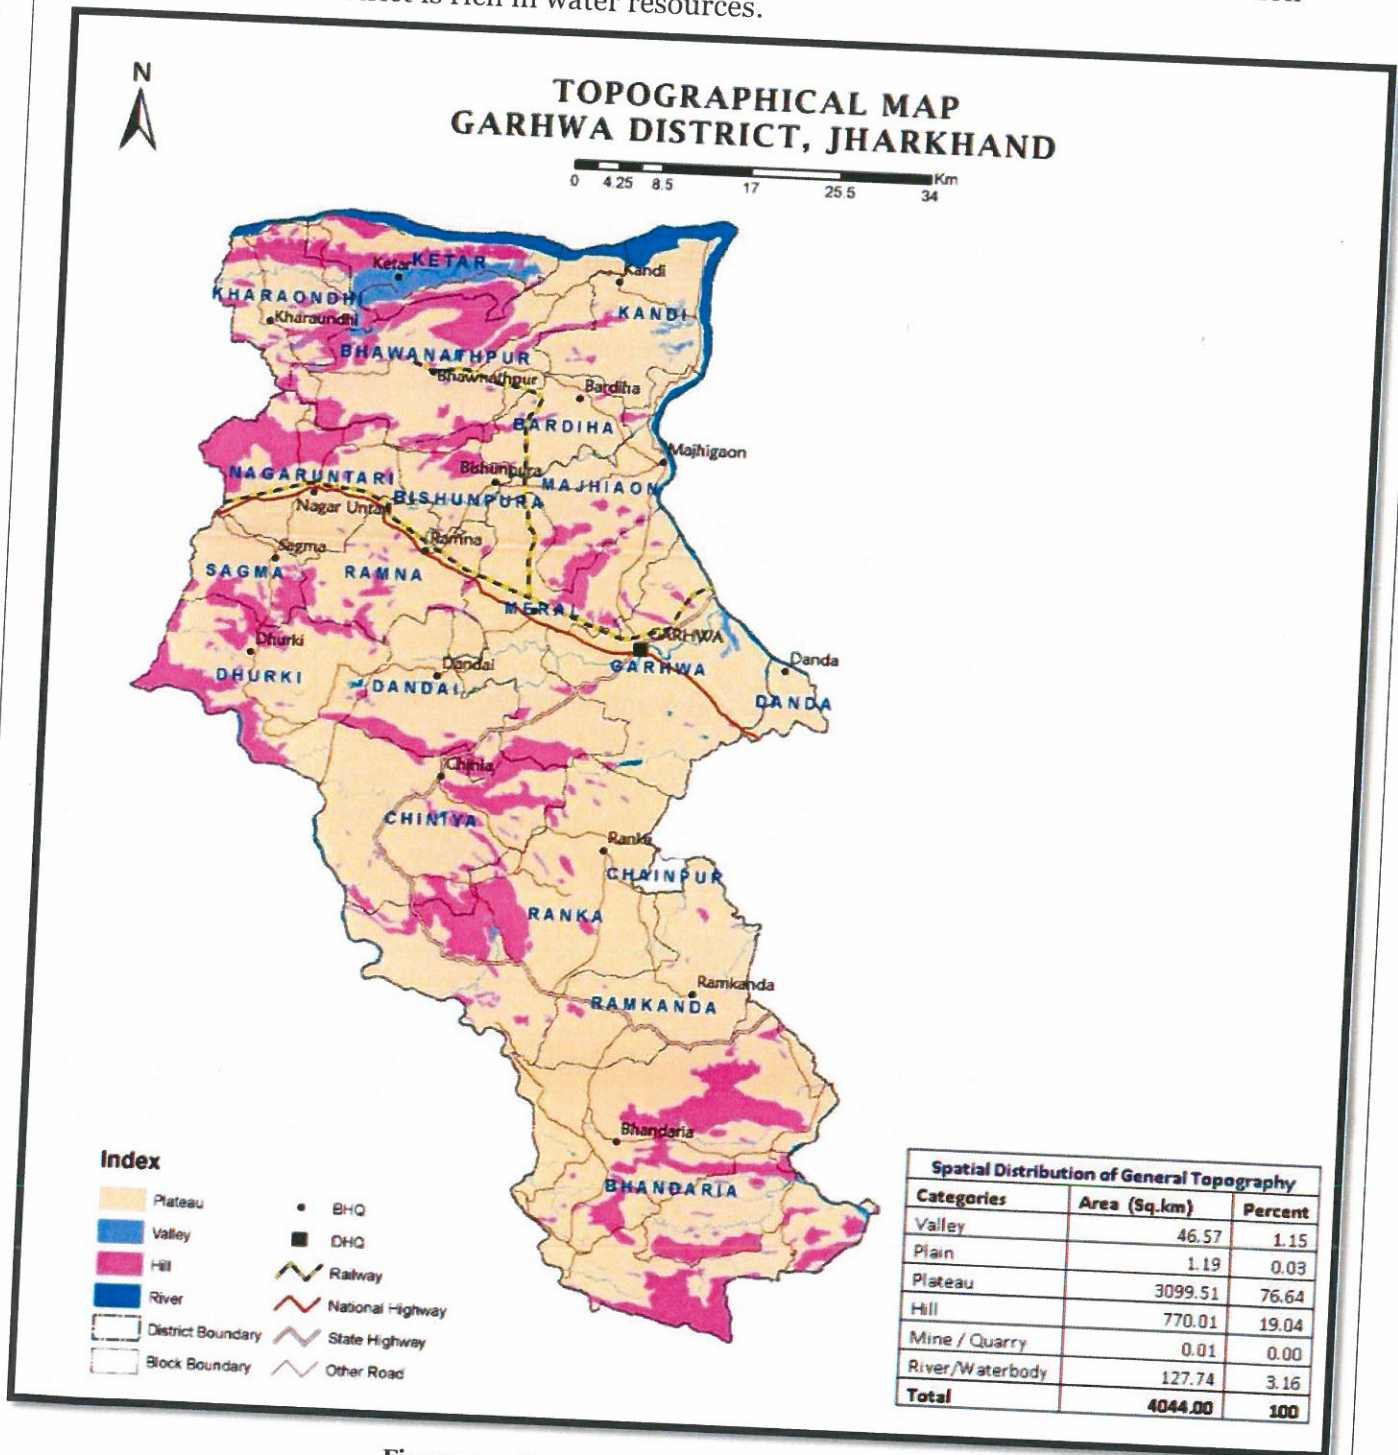 is rich in water resources.
N
TOPOGRAPHICAL MAP
GARHWA DISTRICT, JHARKHAND
0 4.25 8.5 17 25.5 34 Km
Ketar KETAR
Kandi
KHARAONDHI
KANDI
Kharaundhi
BHAWANATHPUR
Bhawnathpur
Bardiha
BARDIHA
Majhigaon
Bishunpura
NAGARUNTARI
MAJHIAON
BISHUNPURA
Nagar Untari
Ramna
Sagma
SAGMA
RAMNA
MERAL
GARHWA
Dhurki
Danda
Dandai
GARHWA
DHURKI
DANDAI
DANDA
Chinia
CHINIYA
Ranka
CHAINPUR
RANKA
Ramkanda
RAMKANDA
Bhandaria
BHANDARIA
Index
Plateau
Valley
Hill
River
District Boundary
Block Boundary
BHQ
DHQ
Railway
National Highway
State Highway
Other Road
Spatial Distribution of General Topography
Categories Area (Sq.km) Percent
Valley 46.57 1.15
Plain 1.19 0.03
Plateau 3099.51 76.64
Hill 770.01 19.04
Mine / Quarry 0.01 0.00
River/Waterbody 127.74 3.16
Total 4044.00 100